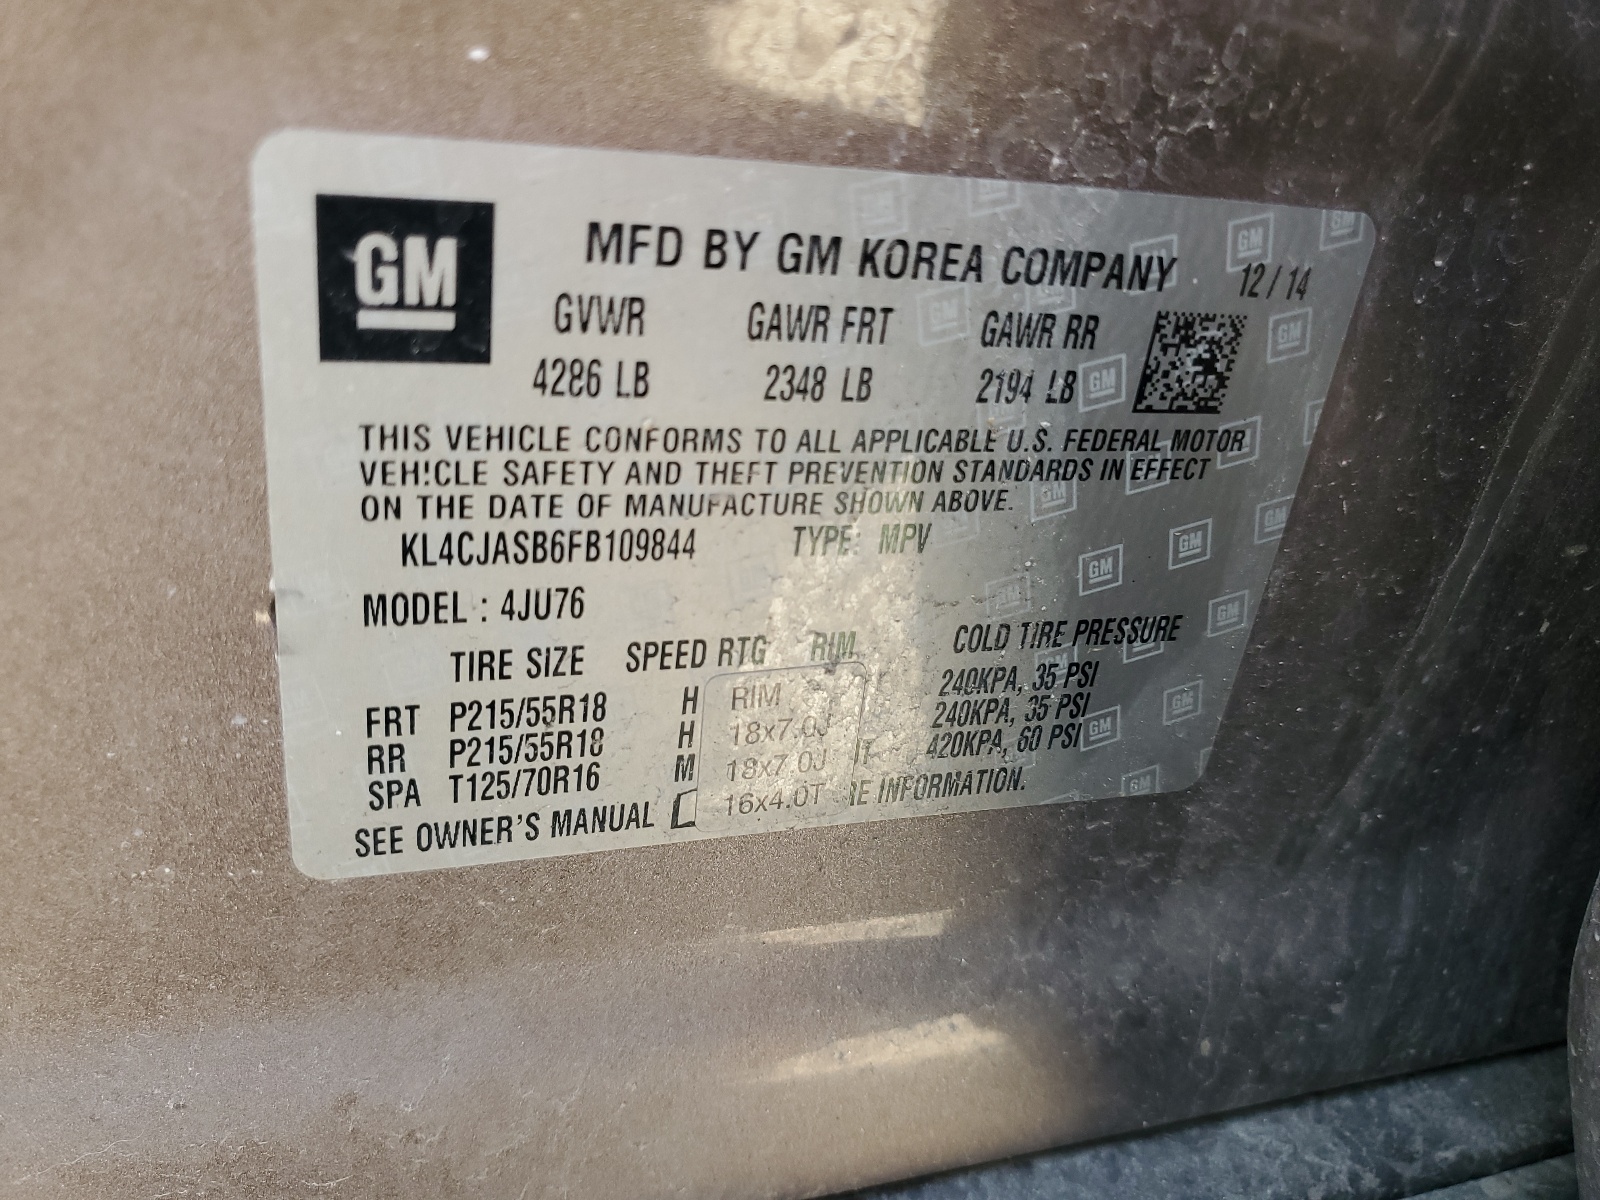 GM
MFD BY GM KOREA COMPANY 12/14
GVWR GAWR FRT GAWR RR
4286 LB 2348 LB 2194 LB
THIS VEHICLE CONFORMS TO ALL APPLICABLE U.S. FEDERAL MOTOR
VEHICLE SAFETY AND THEFT PREVENTION STANDARDS IN EFFECT
ON THE DATE OF MANUFACTURE SHOWN ABOVE.
KL4CJASB6FB109844 TYPE: MPV
MODEL : 4JU76
TIRE SIZE SPEED RTG RIM COLD TIRE PRESSURE
FRT P215/55R18 H RIM 240KPA, 35 PSI
RR P215/55R18 H 18x7.0J 240KPA, 35 PSI
SPA T125/70R16 M 18x7.0J 420KPA, 60 PSI
SEE OWNER'S MANUAL 16x4.0T INFORMATION.